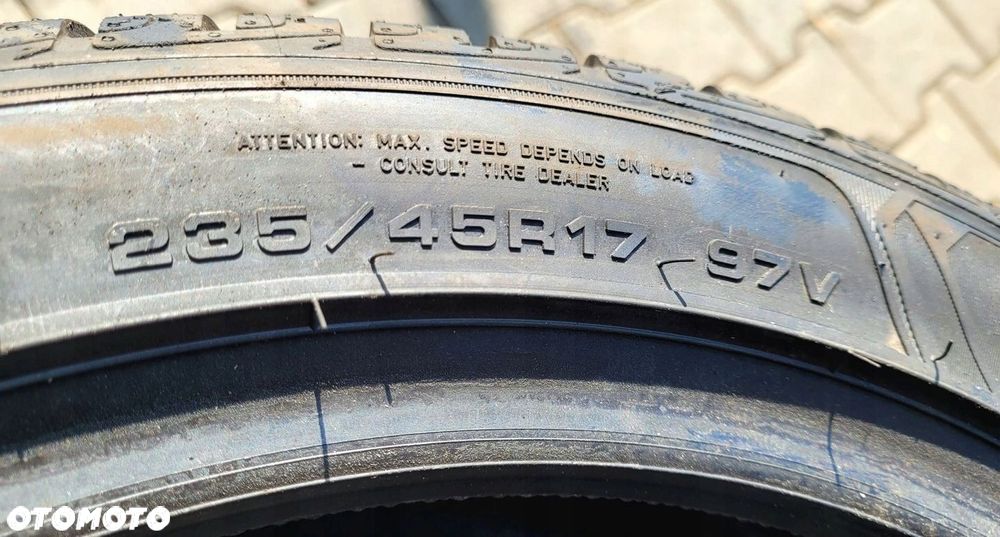 ATTENTION: MAX. SPEED DEPENDS ON LOAD
- CONSULT TIRE DEALER
235/45R17 97V
OTOMOTO